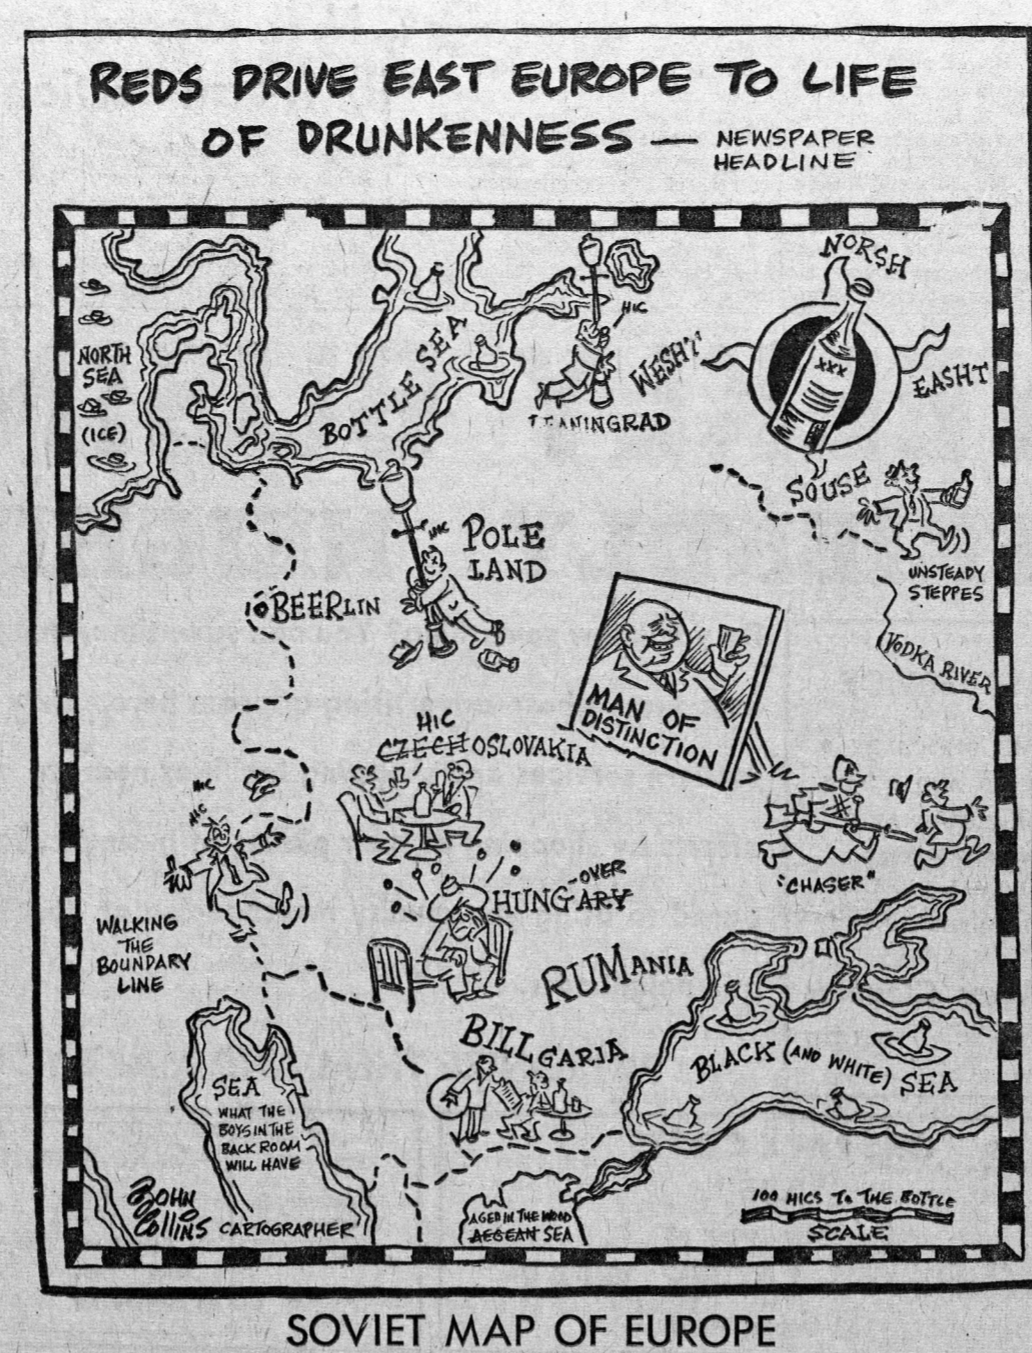 REDS DRIVE EAST EUROPE TO LIFE
OF DRUNKENNESS — NEWSPAPER
HEADLINE
NORSH
WESHT
EASHT
XXX
SOUSE
NORTH
SEA
(ICE)
BOTTLE SEA
HIC
LEANINGRAD
UNSTEADY
STEPPES
VODKA RIVER
HIC
POLE
LAND
BEERLIN
MAN OF
DISTINCTION
HIC
CZECHOSLOVAKIA
HIC
HIC
"CHASER"
-OVER
HUNGARY
WALKING
THE
BOUNDARY
LINE
RUMANIA
BILLGARIA
BLACK (AND WHITE) SEA
SEA
WHAT THE
BOYS IN THE
BACK ROOM
WILL HAVE
JOHN
COLLINS CARTOGRAPHER
AGED IN THE WOOD
AEGEAN SEA
100 HICS TO THE BOTTLE
SCALE
SOVIET MAP OF EUROPE